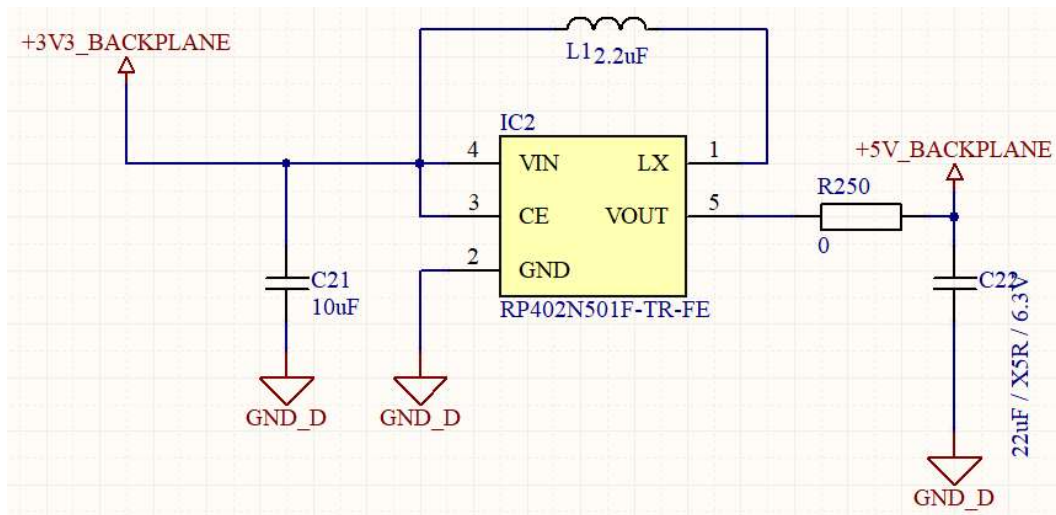 +3V3_BACKPLANE
L1 2.2uF
IC2
4 VIN LX 1
+5V_BACKPLANE
3 CE VOUT 5
R250
0
2 GND
C21
10uF
RP402N501F-TR-FE
C22
22uF / X5R / 6.3V
GND_D
GND_D
GND_D